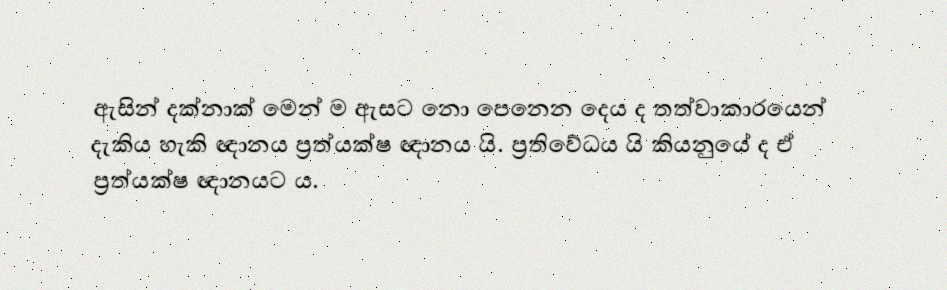 ඇසින් දක්නාක් මෙන් ම ඇසට නො පෙනෙන දෙය ද තත්වාකාරයෙන්
දැකිය හැකි ඥානය ප්‍රත්යක්ෂ ඥානය යි. ප්‍රතිවේධය යි කියනුයේ ද ඒ
ප්‍රත්යක්ෂ ඥානයට ය.